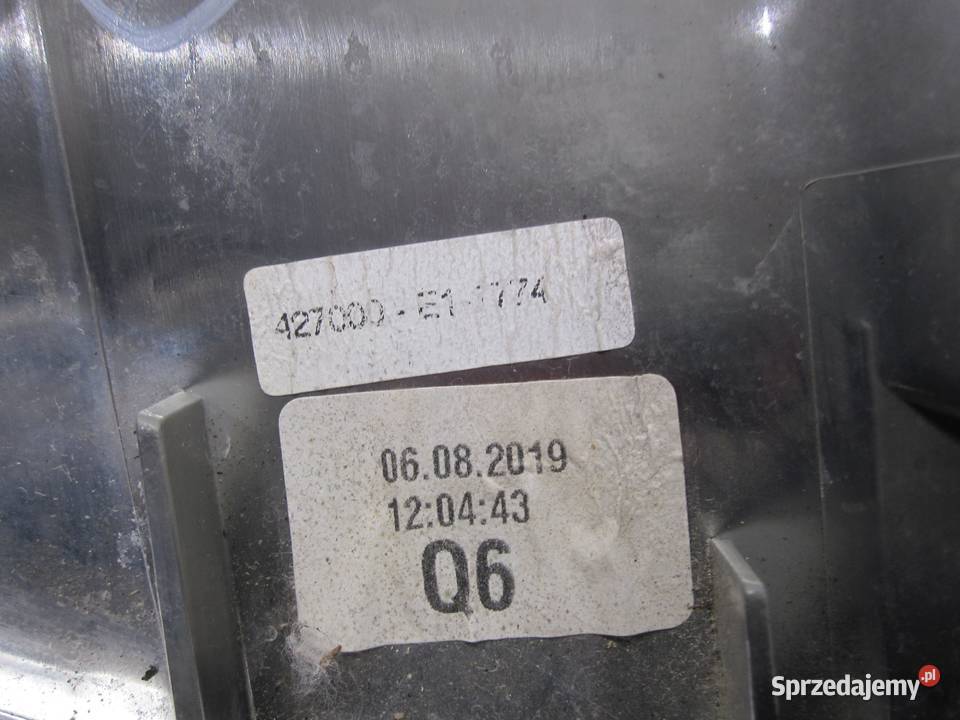 427000 - E1-1774
06.08.2019
12:04:43
Q6
Sprzedajemy.pl